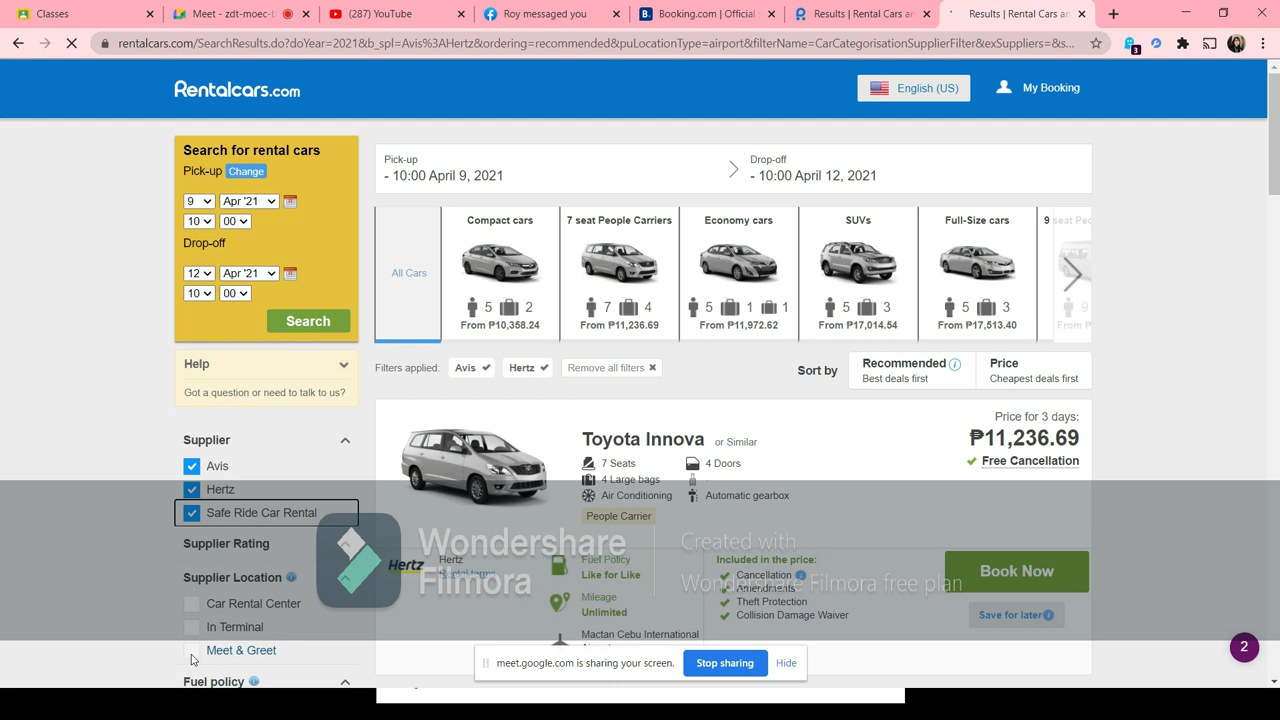 Classes
Meet - zdt-moec-b
(287) YouTube
Roy messaged you
Booking.com | Official
Results | Rental Cars an
Results | Rental Cars an
rentalcars.com/SearchResults.do?doYear=2021&b_spl=Avis%3AHertz&ordering=recommended&puLocationType=airport&filterName=CarCategorisationSupplierFilter&exSuppliers=&s...
3
Rentalcars.com
English (US)
My Booking
Search for rental cars
Pick-up Change
9 Apr '21
10 00
Drop-off
12 Apr '21
10 00
Search
Pick-up
- 10:00 April 9, 2021
Drop-off
- 10:00 April 12, 2021
All Cars
Compact cars
5 2
From ₱10,358.24
7 seat People Carriers
7 4
From ₱11,236.69
Economy cars
5 1 1
From ₱11,972.62
SUVs
5 3
From ₱17,014.54
Full-Size cars
5 3
From ₱17,513.40
9 seat Pe
9
From ₱
Help
Got a question or need to talk to us?
Filters applied: Avis Hertz Remove all filters
Sort by
Recommended
Best deals first
Price
Cheapest deals first
Supplier
Avis
Hertz
Safe Ride Car Rental
Supplier Rating
Supplier Location
Car Rental Center
In Terminal
Meet & Greet
Fuel policy
Toyota Innova or Similar
7 Seats
4 Doors
4 Large bags
Air Conditioning
Automatic gearbox
People Carrier
Price for 3 days:
₱11,236.69
Free Cancellation
Hertz
Hertz
Rental terms
Fuel Policy
Like for Like
Mileage
Unlimited
Mactan Cebu International
Included in the price:
Cancellation
Amendments
Theft Protection
Collision Damage Waiver
Book Now
Save for later
Wondershare
Filmora
Created with
Wondershare Filmora free plan
meet.google.com is sharing your screen.
Stop sharing
Hide
2